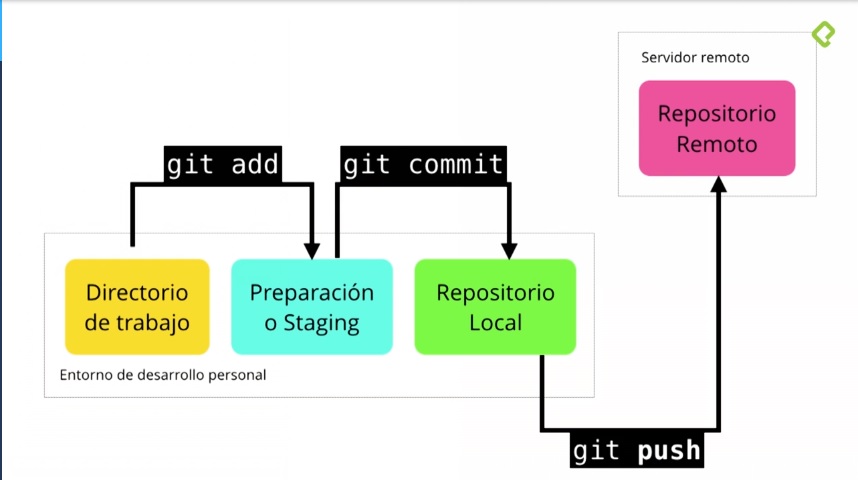 Servidor remoto
Repositorio
Remoto
git add
git commit
Directorio
de trabajo
Preparación
o Staging
Repositorio
Local
Entorno de desarrollo personal
git push